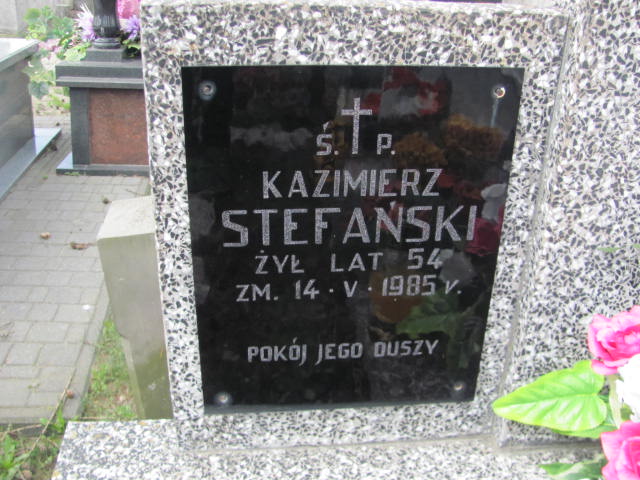 Ś. P.
KAZIMIERZ
STEFAŃSKI
ŻYŁ LAT 54
ZM. 14·V·1985 r.
POKÓJ JEGO DUSZY